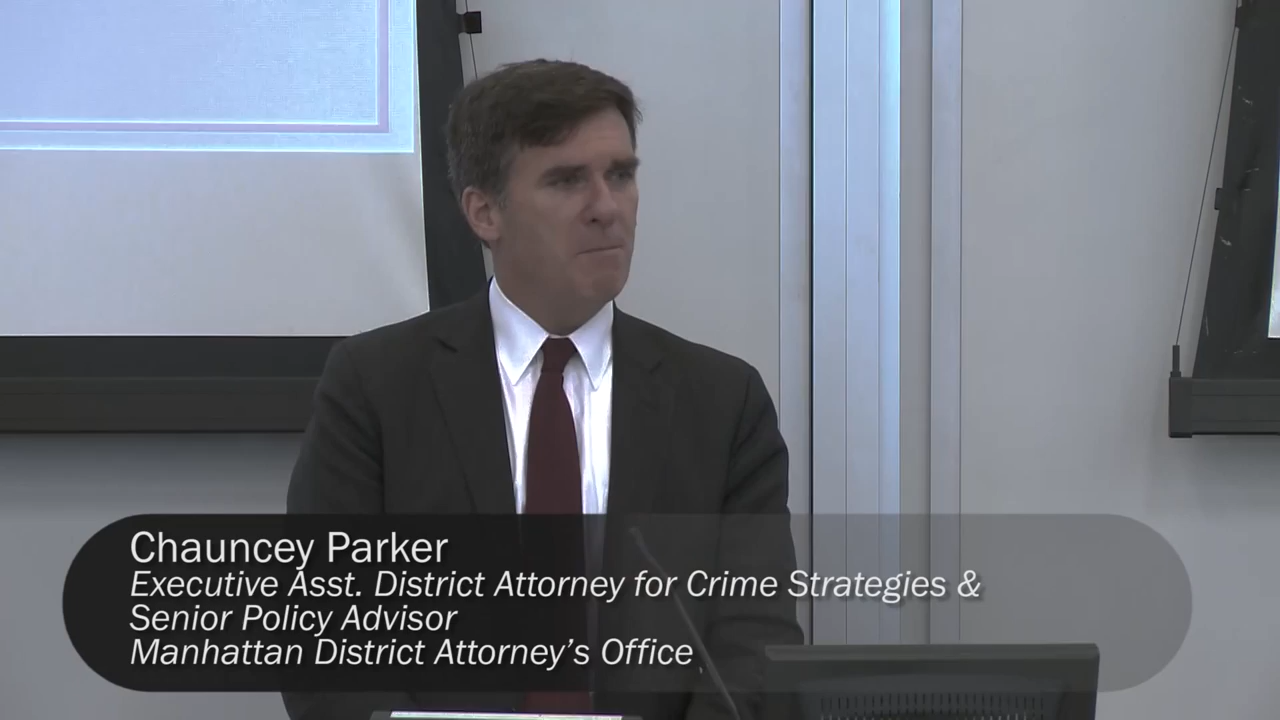 Chauncey Parker
Executive Asst. District Attorney for Crime Strategies &
Senior Policy Advisor
Manhattan District Attorney's Office